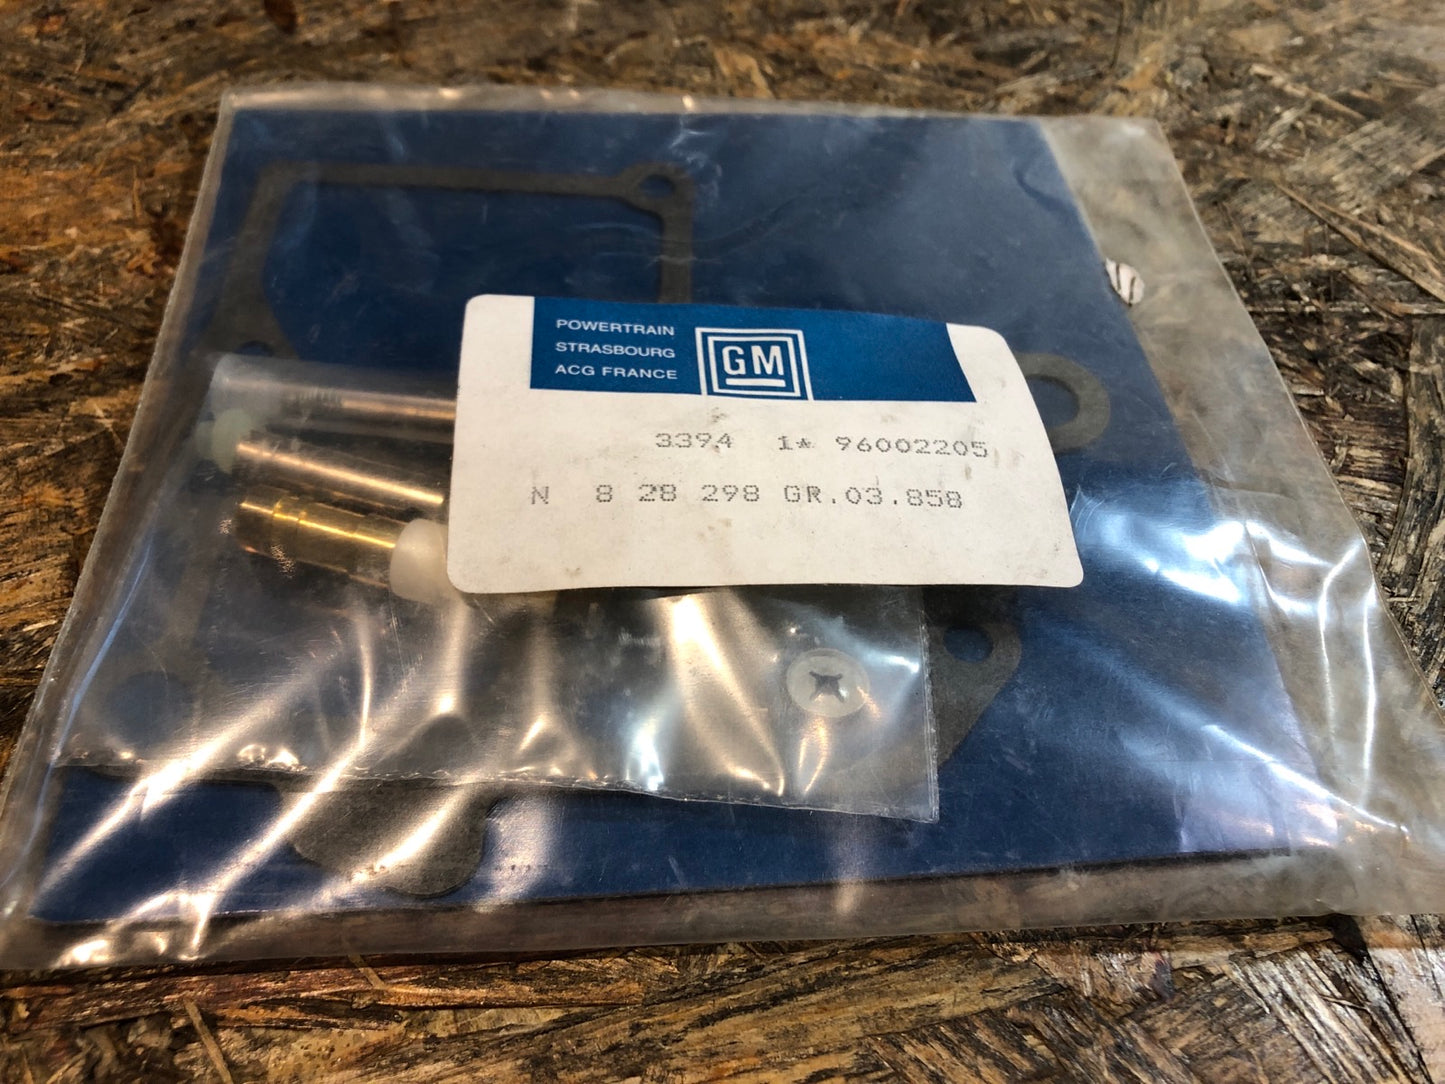 POWERTRAIN
STRASBOURG
ACG FRANCE
GM
3394 1* 96002205
N 8 28 298 GR.03.858